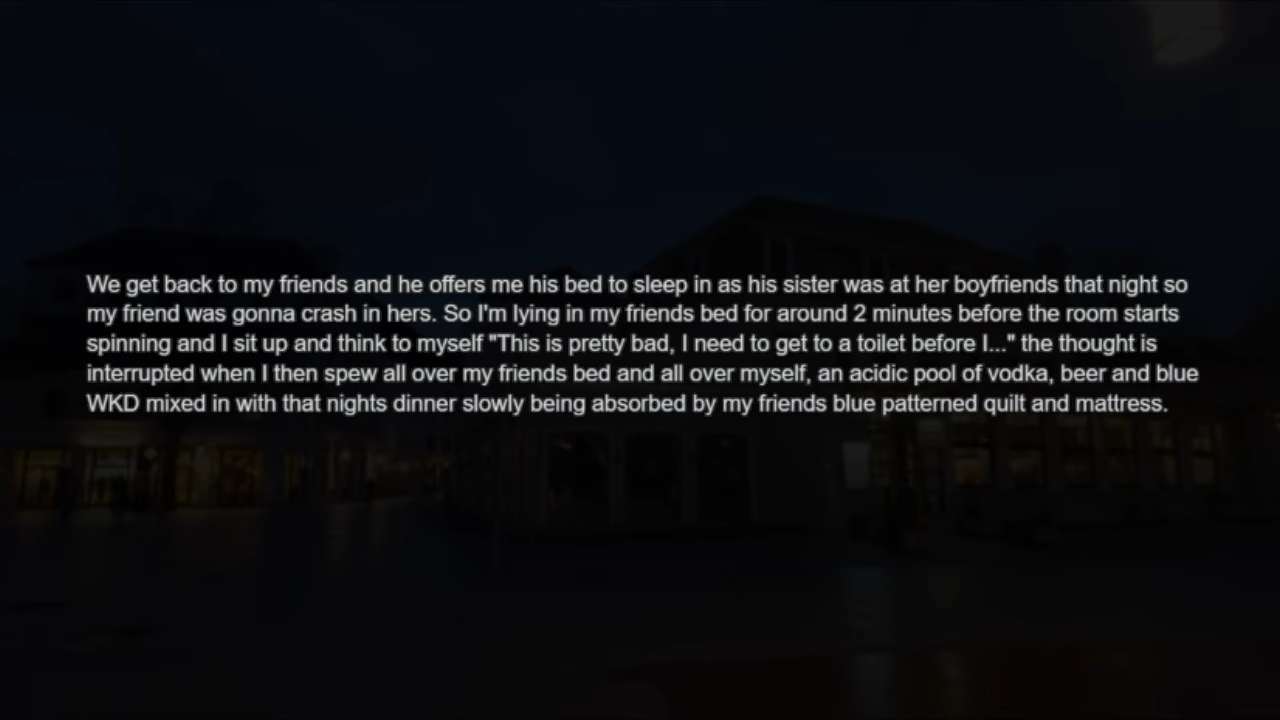 We get back to my friends and he offers me his bed to sleep in as his sister was at her boyfriends that night so
my friend was gonna crash in hers. So I'm lying in my friends bed for around 2 minutes before the room starts
spinning and I sit up and think to myself "This is pretty bad, I need to get to a toilet before I..." the thought is
interrupted when I then spew all over my friends bed and all over myself, an acidic pool of vodka, beer and blue
WKD mixed in with that nights dinner slowly being absorbed by my friends blue patterned quilt and mattress.